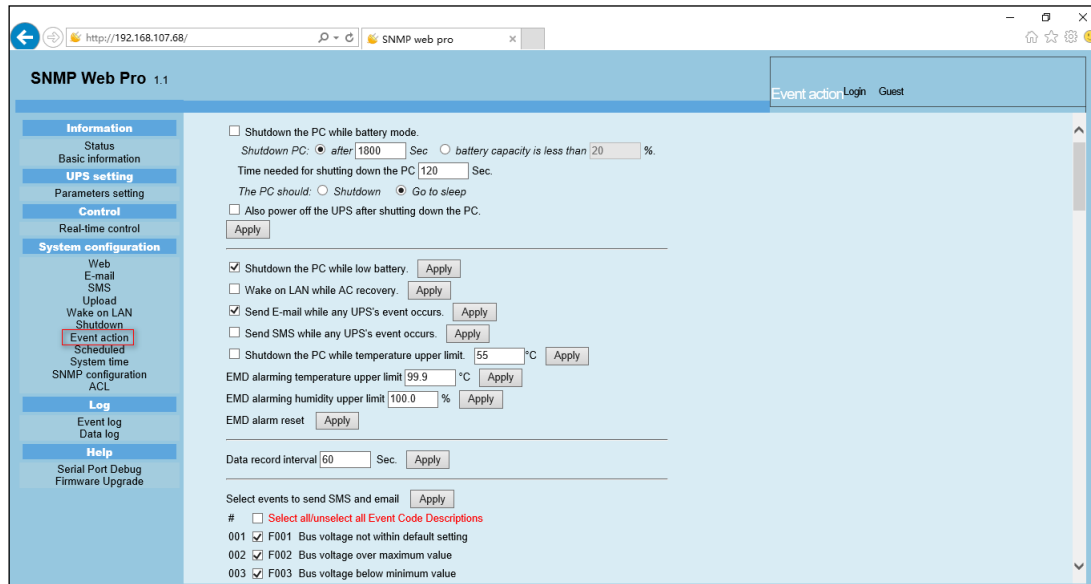 http://192.168.107.68/
SNMP web pro
SNMP Web Pro 1.1
Event action Login Guest
Information
Status
Basic information
UPS setting
Parameters setting
Control
Real-time control
System configuration
Web
E-mail
SMS
Upload
Wake on LAN
Shutdown
Event action
Scheduled
System time
SNMP configuration
ACL
Log
Event log
Data log
Help
Serial Port Debug
Firmware Upgrade
Shutdown the PC while battery mode.
Shutdown PC: after 1800 Sec battery capacity is less than 20 %.
Time needed for shutting down the PC 120 Sec.
The PC should: Shutdown Go to sleep
Also power off the UPS after shutting down the PC.
Apply
Shutdown the PC while low battery. Apply
Wake on LAN while AC recovery. Apply
Send E-mail while any UPS's event occurs. Apply
Send SMS while any UPS's event occurs. Apply
Shutdown the PC while temperature upper limit. 55 °C Apply
EMD alarming temperature upper limit 99.9 °C Apply
EMD alarming humidity upper limit 100.0 % Apply
EMD alarm reset Apply
Data record interval 60 Sec. Apply
Select events to send SMS and email Apply
# Select all/unselect all Event Code Descriptions
001 F001 Bus voltage not within default setting
002 F002 Bus voltage over maximum value
003 F003 Bus voltage below minimum value